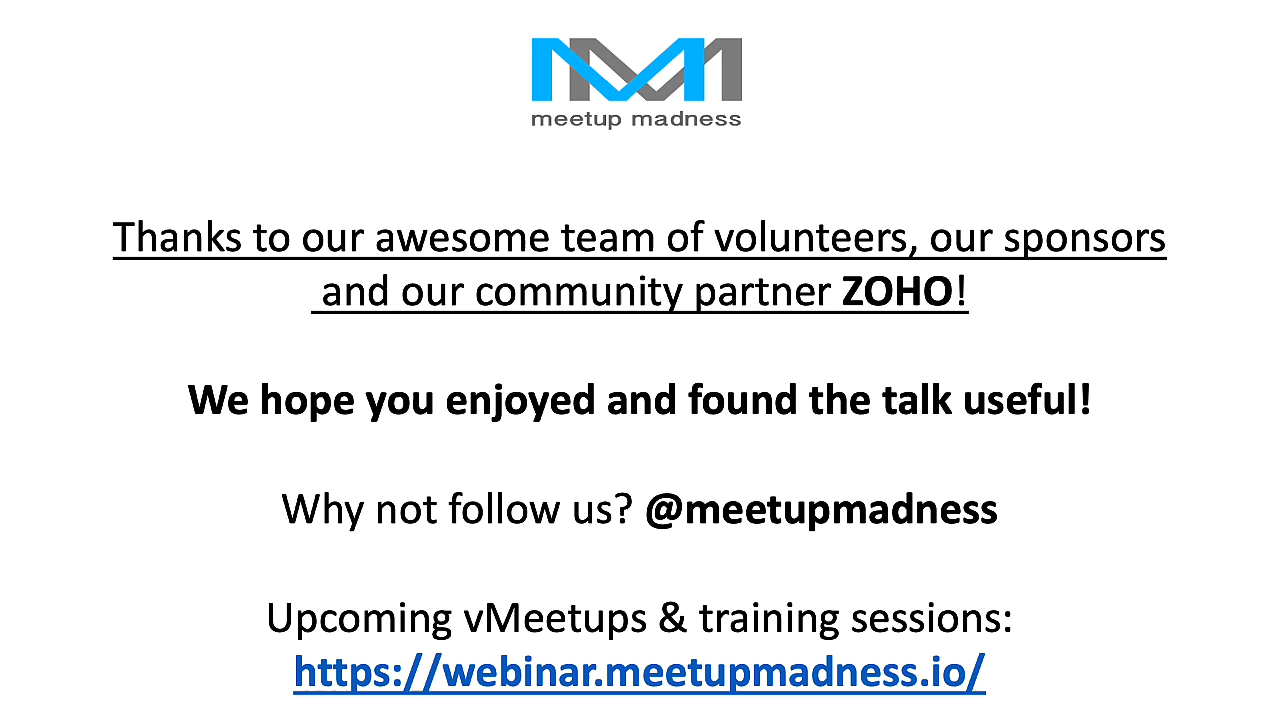 meetup madness
Thanks to our awesome team of volunteers, our sponsors
and our community partner ZOHO!
We hope you enjoyed and found the talk useful!
Why not follow us? @meetupmadness
Upcoming vMeetups & training sessions:
https://webinar.meetupmadness.io/